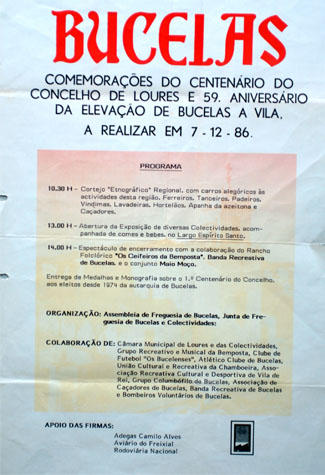 BUCELAS
COMEMORAÇÕES DO CENTENÁRIO DO
CONCELHO DE LOURES E 59. ANIVERSÁRIO
DA ELEVAÇÃO DE BUCELAS A VILA,
A REALIZAR EM 7 - 12 - 86.
PROGRAMA
10.30 H – Cortejo "Etnográfico" Regional, com carros alegóricos às
actividades desta região, Ferreiros, Tanoeiros, Padeiros,
Vindimas, Lavadeiras, Hortelãos, Apanha da azeitona e
Caçadores.
13.00 H – Abertura da Exposição de diversas Colectividades, acom-
panhada de comes e bebes, no Largo Espírito Santo.
14.00 H – Espectáculo de encerramento com a colaboração do Rancho
Folclórico "Os Ceifeiros da Bemposta", Banda Recreativa
de Bucelas, e o conjunto Maio Moço.
Entrega de Medalhas e Monografia sobre o 1.º Centenário do Concelho,
aos eleitos desde 1974 da autarquia de Bucelas.
ORGANIZAÇÃO: Assembleia de Freguesia de Bucelas, Junta de Fre-
guesia de Bucelas e Colectividades:
COLABORAÇÃO DE: Câmara Municipal de Loures e das Colectividades,
Grupo Recreativo e Musical da Bemposta, Clube de
Futebol "Os Bucelenses", Atlético Clube de Bucelas,
União Cultural e Recreativa da Chamboeira, Asso-
ciação Recreativa Cultural e Desportiva de Vila de
Rei, Grupo Columbófilo de Bucelas, Associação de
Caçadores de Bucelas, Banda Recreativa de Bucelas
e Bombeiros Voluntários de Bucelas.
APOIO DAS FIRMAS:
Adegas Camilo Alves
Aviário do Freixial
Rodoviária Nacional